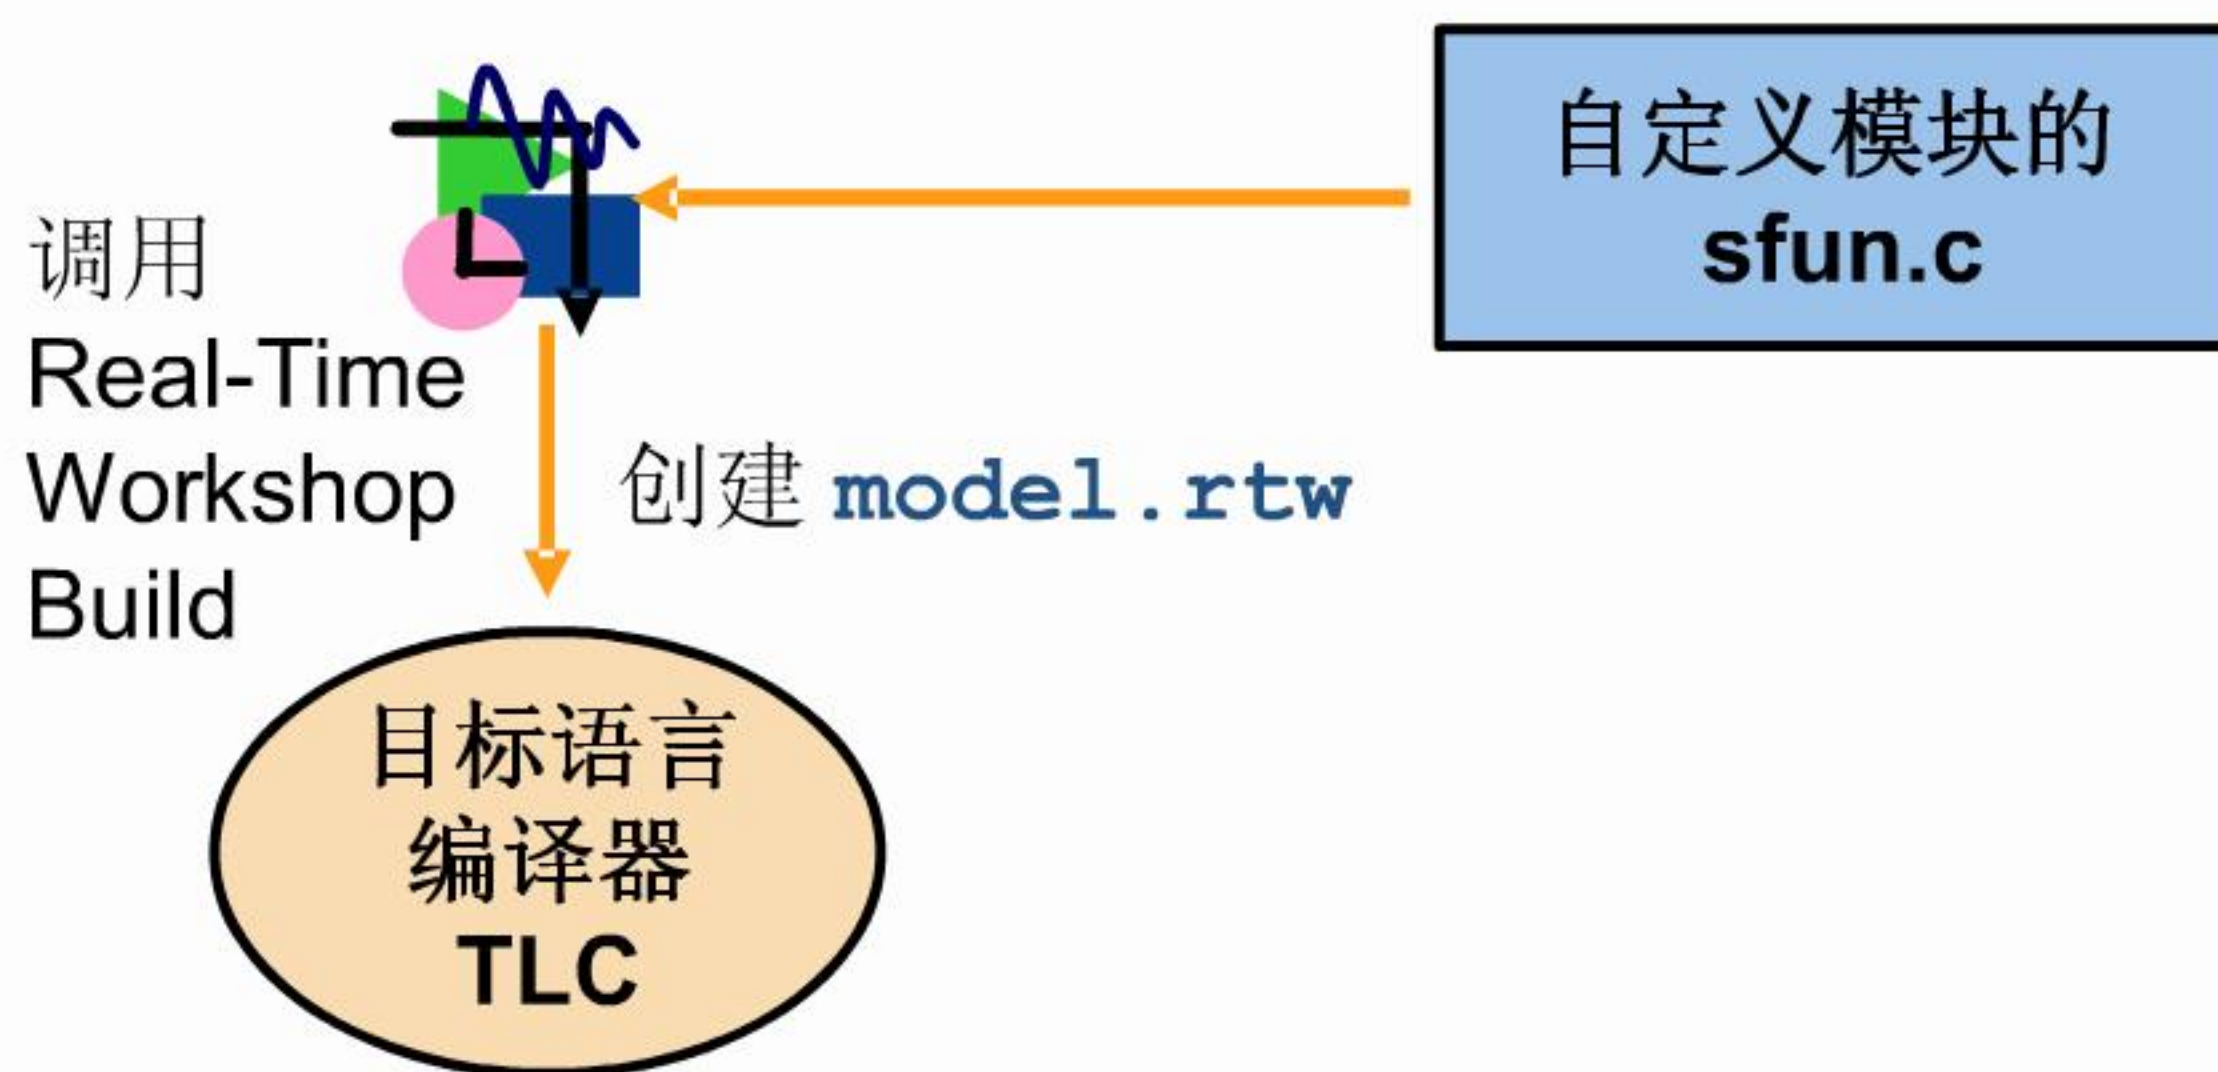 自定义模块的
sfun.c
调用
Real-Time
Workshop
Build
创建 model.rtw
目标语言
编译器
TLC